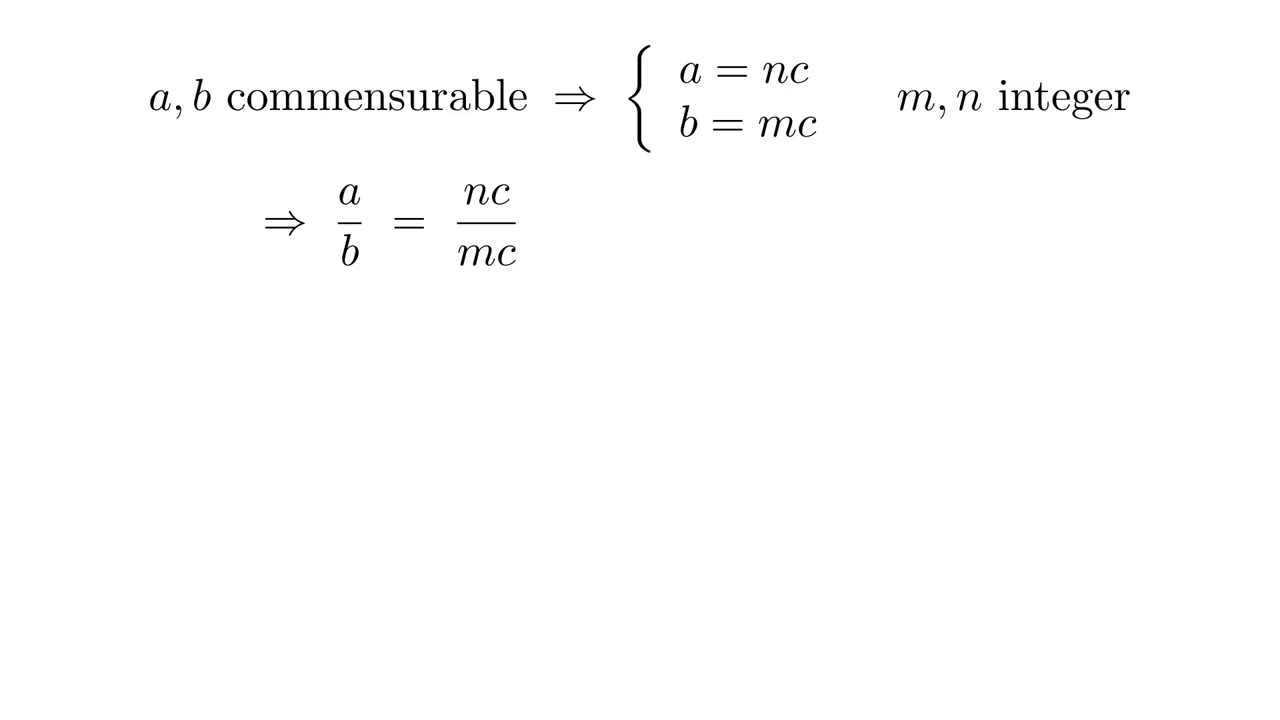 a, b commensurable ⇒ { a = nc
b = mc m, n integer
⇒ a/b = nc/mc